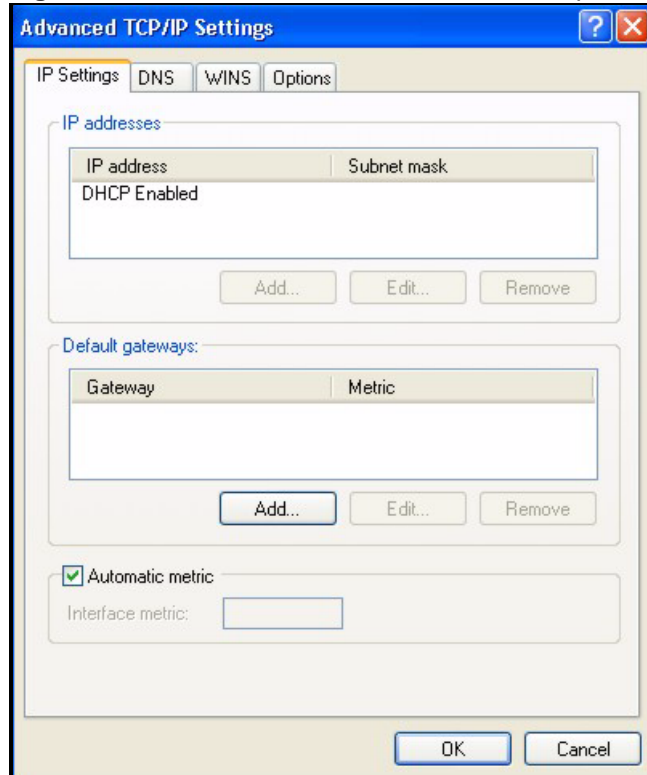 Advanced TCP/IP Settings
IP Settings DNS WINS Options
IP addresses
IP address Subnet mask
DHCP Enabled
Add... Edit... Remove
Default gateways:
Gateway Metric
Add... Edit... Remove
Automatic metric
Interface metric:
OK Cancel